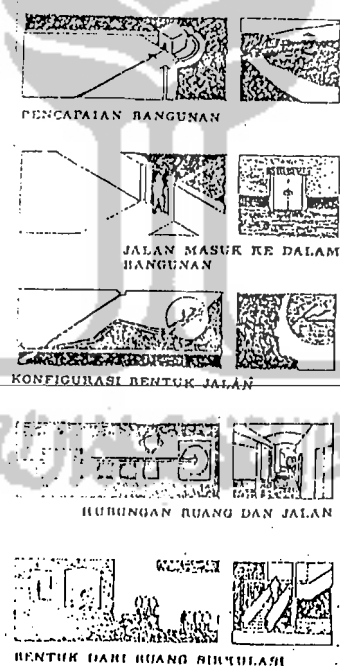 PENCAPAIAN BANGUNAN
JALAN MASUK KE DALAM
BANGUNAN
KONFIGURASI BENTUK JALAN
HUBUNGAN RUANG DAN JALAN
BENTUK DARI RUANG SIRKULASI